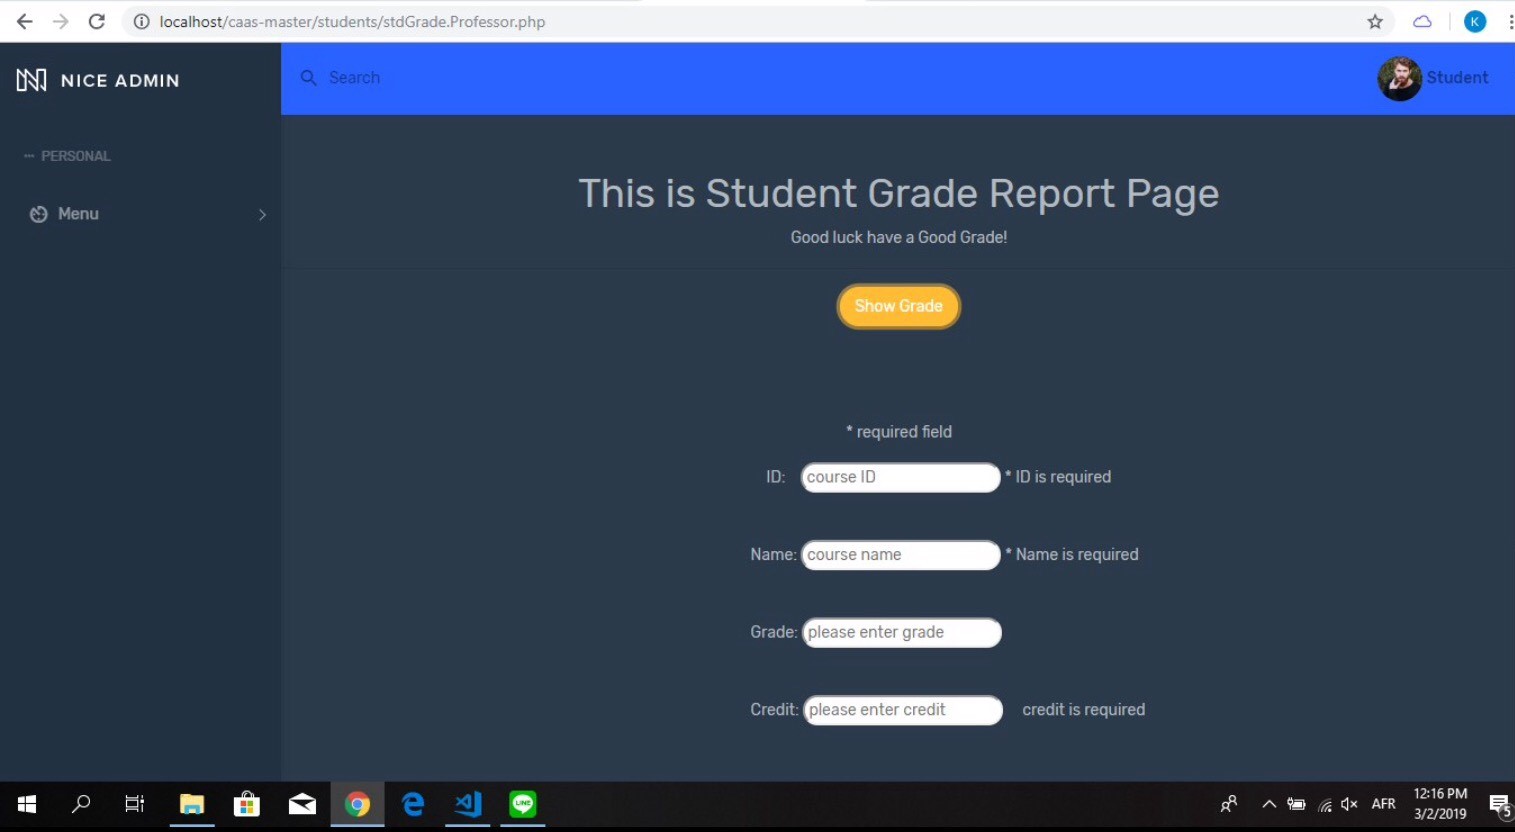 localhost/caas-master/students/stdGrade.Professor.php
K
NICE ADMIN
Search
Student
PERSONAL
Menu
This is Student Grade Report Page
Good luck have a Good Grade!
Show Grade
* required field
ID: course ID * ID is required
Name: course name * Name is required
Grade: please enter grade
Credit: please enter credit credit is required
LINE
AFR
12:16 PM
3/2/2019
5